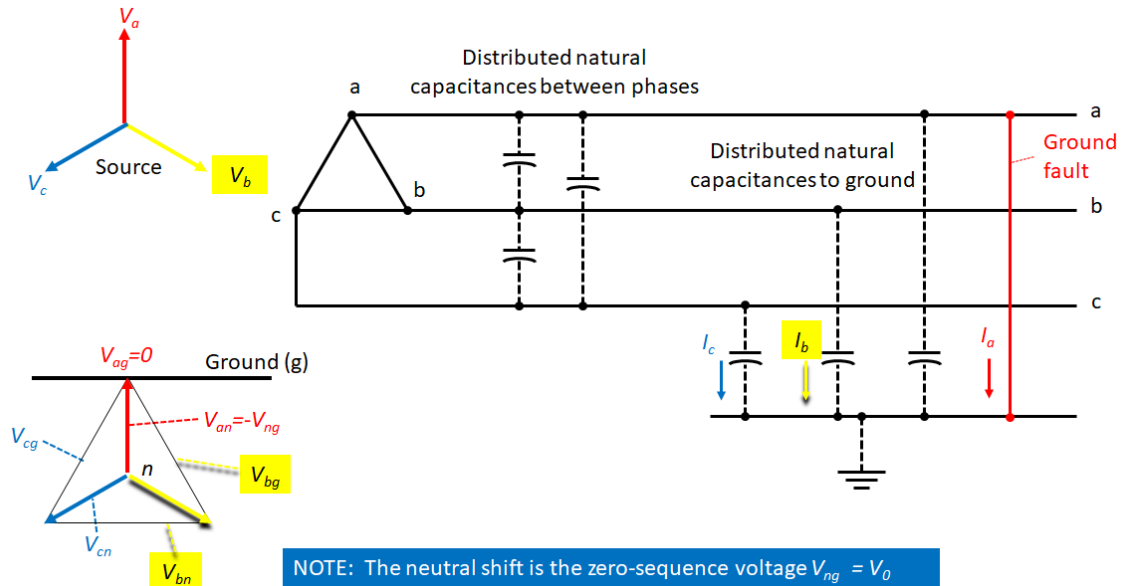 Va
Distributed natural
capacitances between phases
a
a
Source
Vb
Vc
Distributed natural
capacitances to ground
Ground
fault
b
c
b
c
Vag=0
Ground (g)
Ic
Ib
Ia
Van=-Vng
Vcg
n
Vbg
Vcn
Vbn
NOTE: The neutral shift is the zero-sequence voltage Vng = V0